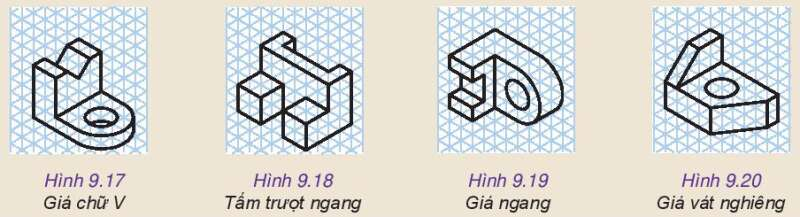 Hình 9.17
Giá chữ V
Hình 9.18
Tấm trượt ngang
Hình 9.19
Giá ngang
Hình 9.20
Giá vát nghiêng